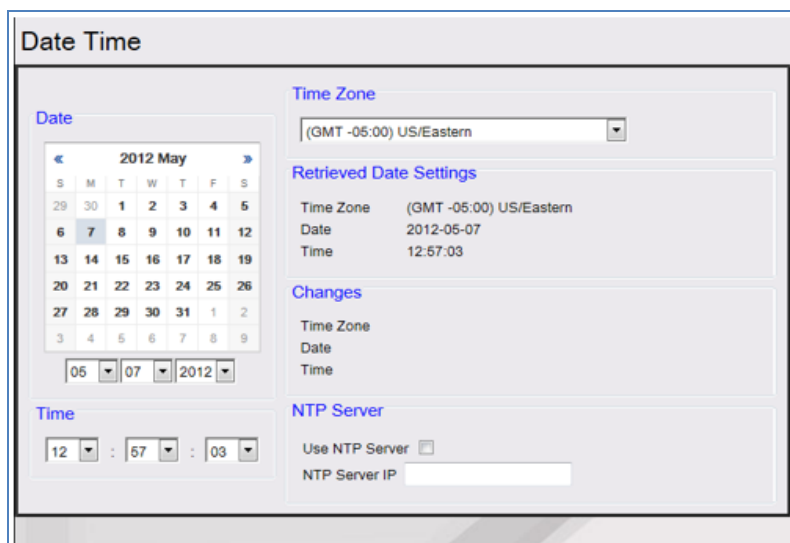 Date Time
Date
« 2012 May »
S M T W T F S
29 30 1 2 3 4 5
6 7 8 9 10 11 12
13 14 15 16 17 18 19
20 21 22 23 24 25 26
27 28 29 30 31 1 2
3 4 5 6 7 8 9
05 07 2012
Time
12 : 57 : 03
Time Zone
(GMT -05:00) US/Eastern
Retrieved Date Settings
Time Zone (GMT -05:00) US/Eastern
Date 2012-05-07
Time 12:57:03
Changes
Time Zone
Date
Time
NTP Server
Use NTP Server
NTP Server IP